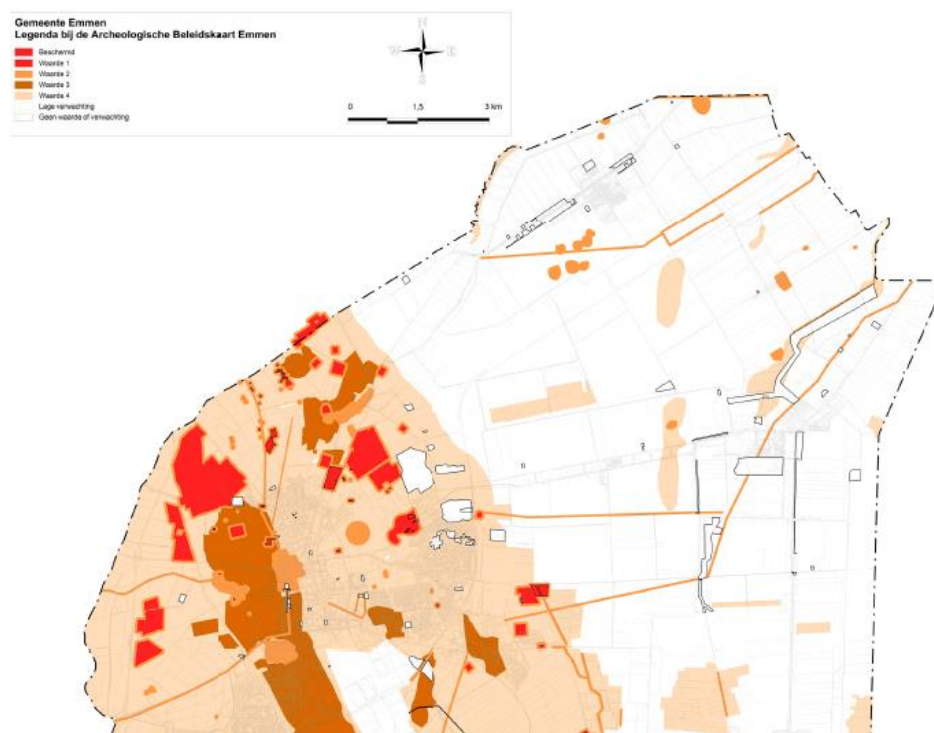 Gemeente Emmen
Legenda bij de Archeologische Beleidskaart Emmen
Beschermd
Waarde 1
Waarde 2
Waarde 3
Waarde 4
Lage verwachting
Geen waarde of verwachting
N
W E
S
0 1,5 3 km